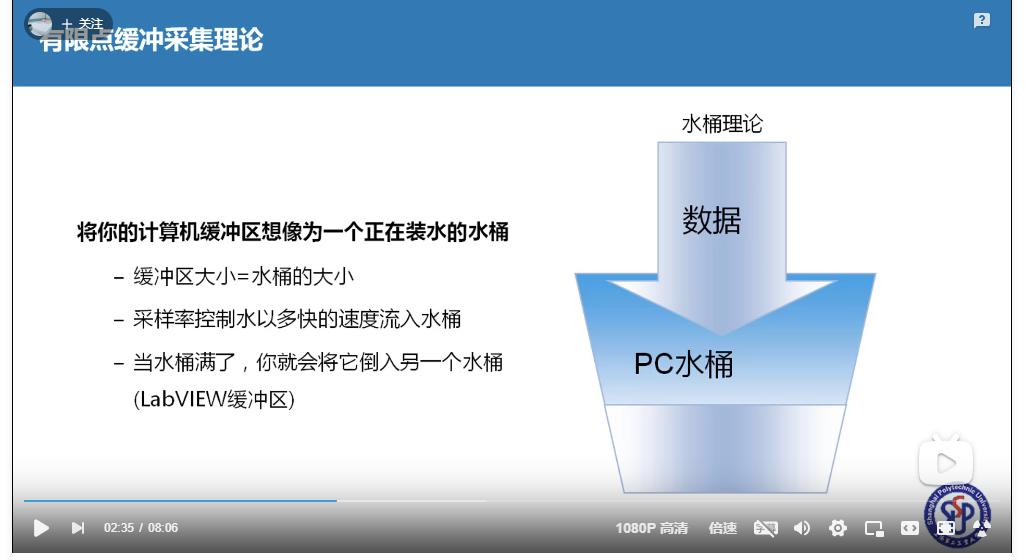 + 关注
有限点缓冲采集理论
水桶理论
数据
将你的计算机缓冲区想像为一个正在装水的水桶
– 缓冲区大小=水桶的大小
– 采样率控制水以多快的速度流入水桶
– 当水桶满了，你就会将它倒入另一个水桶
(LabVIEW缓冲区)
PC水桶
Shanghai Polytechnic University
02:35 / 08:06
1080P 高清
倍速